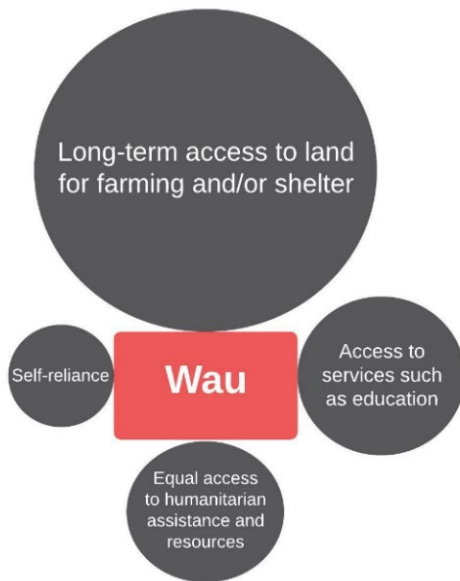 Long-term access to land
for farming and/or shelter
Self-reliance
Wau
Access to
services such
as education
Equal access
to humanitarian
assistance and
resources